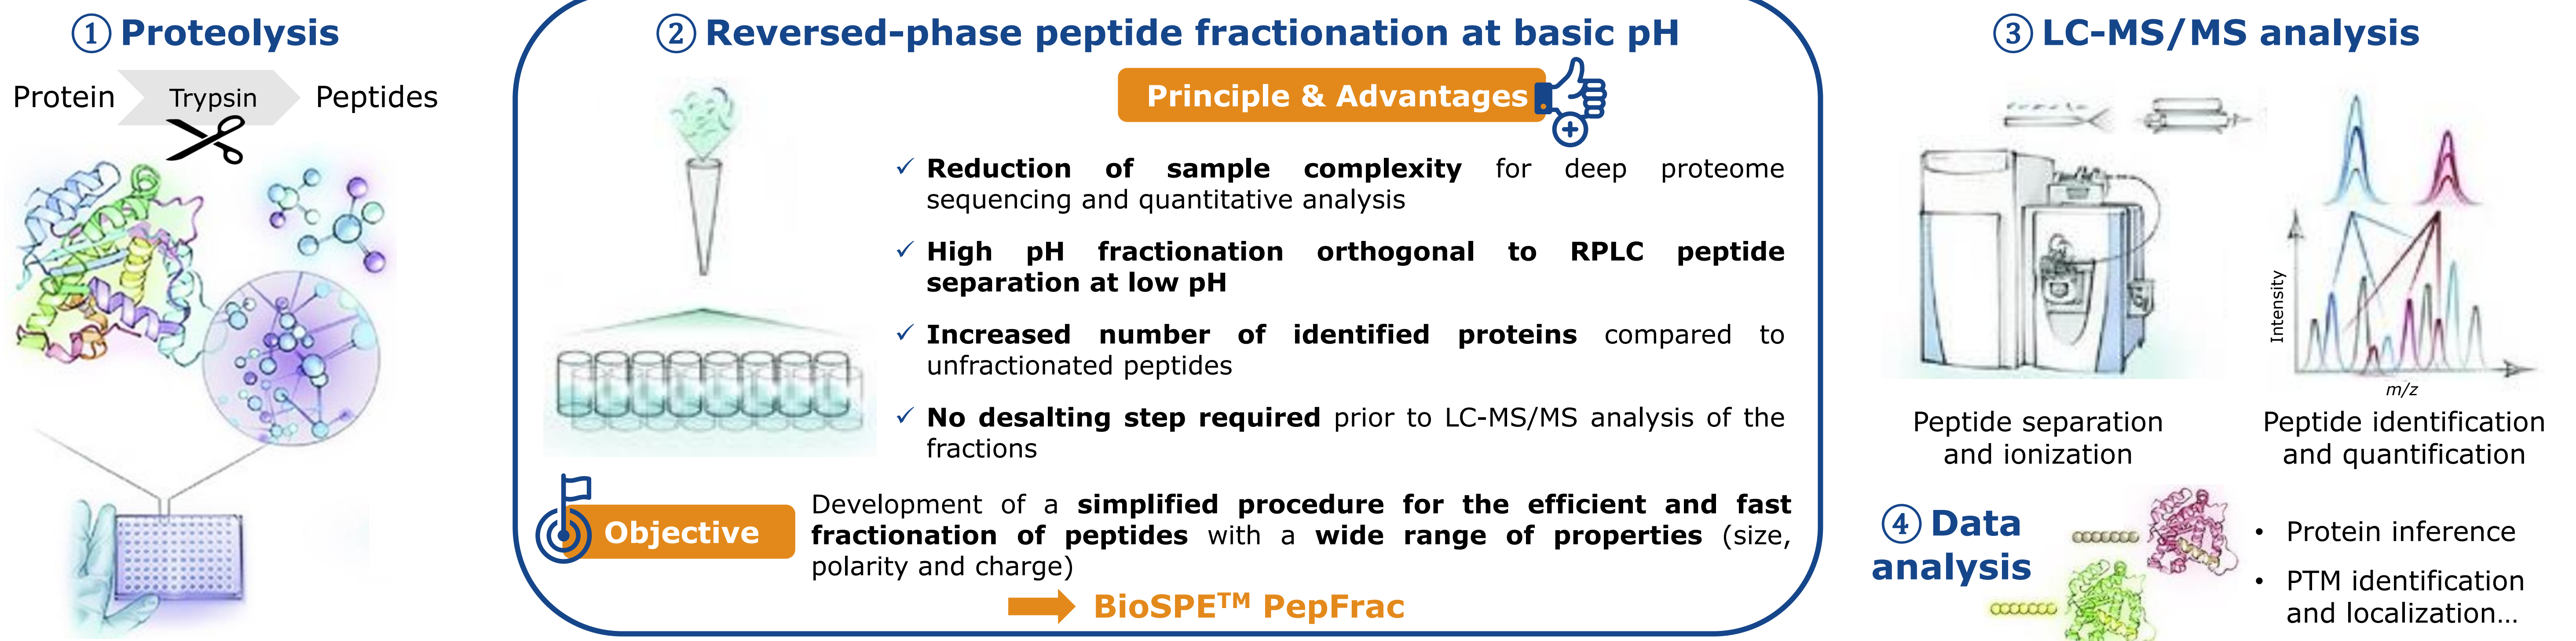 ① Proteolysis
Protein
Trypsin
Peptides
② Reversed-phase peptide fractionation at basic pH
Principle & Advantages
✓ Reduction of sample complexity for deep proteome
sequencing and quantitative analysis
✓ High pH fractionation orthogonal to RPLC peptide
separation at low pH
✓ Increased number of identified proteins compared to
unfractionated peptides
✓ No desalting step required prior to LC-MS/MS analysis of the
fractions
Objective
Development of a simplified procedure for the efficient and fast
fractionation of peptides with a wide range of properties (size,
polarity and charge)
BioSPE™ PepFrac
③ LC-MS/MS analysis
Intensity
m/z
Peptide separation
and ionization
Peptide identification
and quantification
④ Data
analysis
• Protein inference
• PTM identification
and localization...